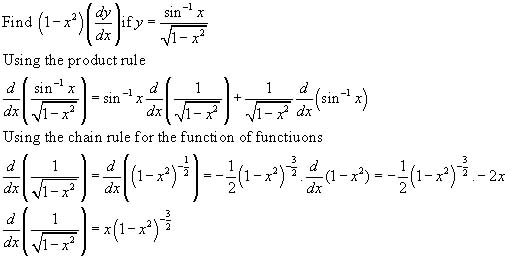 Find (1−x²)(dy/dx) if y = sin⁻¹ x / √(1−x²)
Using the product rule
d/dx (sin⁻¹ x / √(1−x²)) = sin⁻¹ x d/dx (1/√(1−x²)) + 1/√(1−x²) d/dx (sin⁻¹ x)
Using the chain rule for the function of functiuons
d/dx (1/√(1−x²)) = d/dx ((1−x²)^(−1/2)) = −1/2 (1−x²)^(−3/2) . d/dx (1−x²) = −1/2 (1−x²)^(−3/2) . −2x
d/dx (1/√(1−x²)) = x(1−x²)^(−3/2)